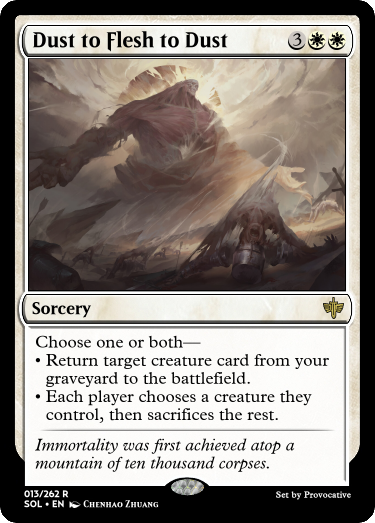 Dust to Flesh to Dust 3
Sorcery
Choose one or both—
• Return target creature card from your
graveyard to the battlefield.
• Each player chooses a creature they
control, then sacrifices the rest.
Immortality was first achieved atop a
mountain of ten thousand corpses.
013/262 R
SOL • EN Chenhao Zhuang
Set by Provocative